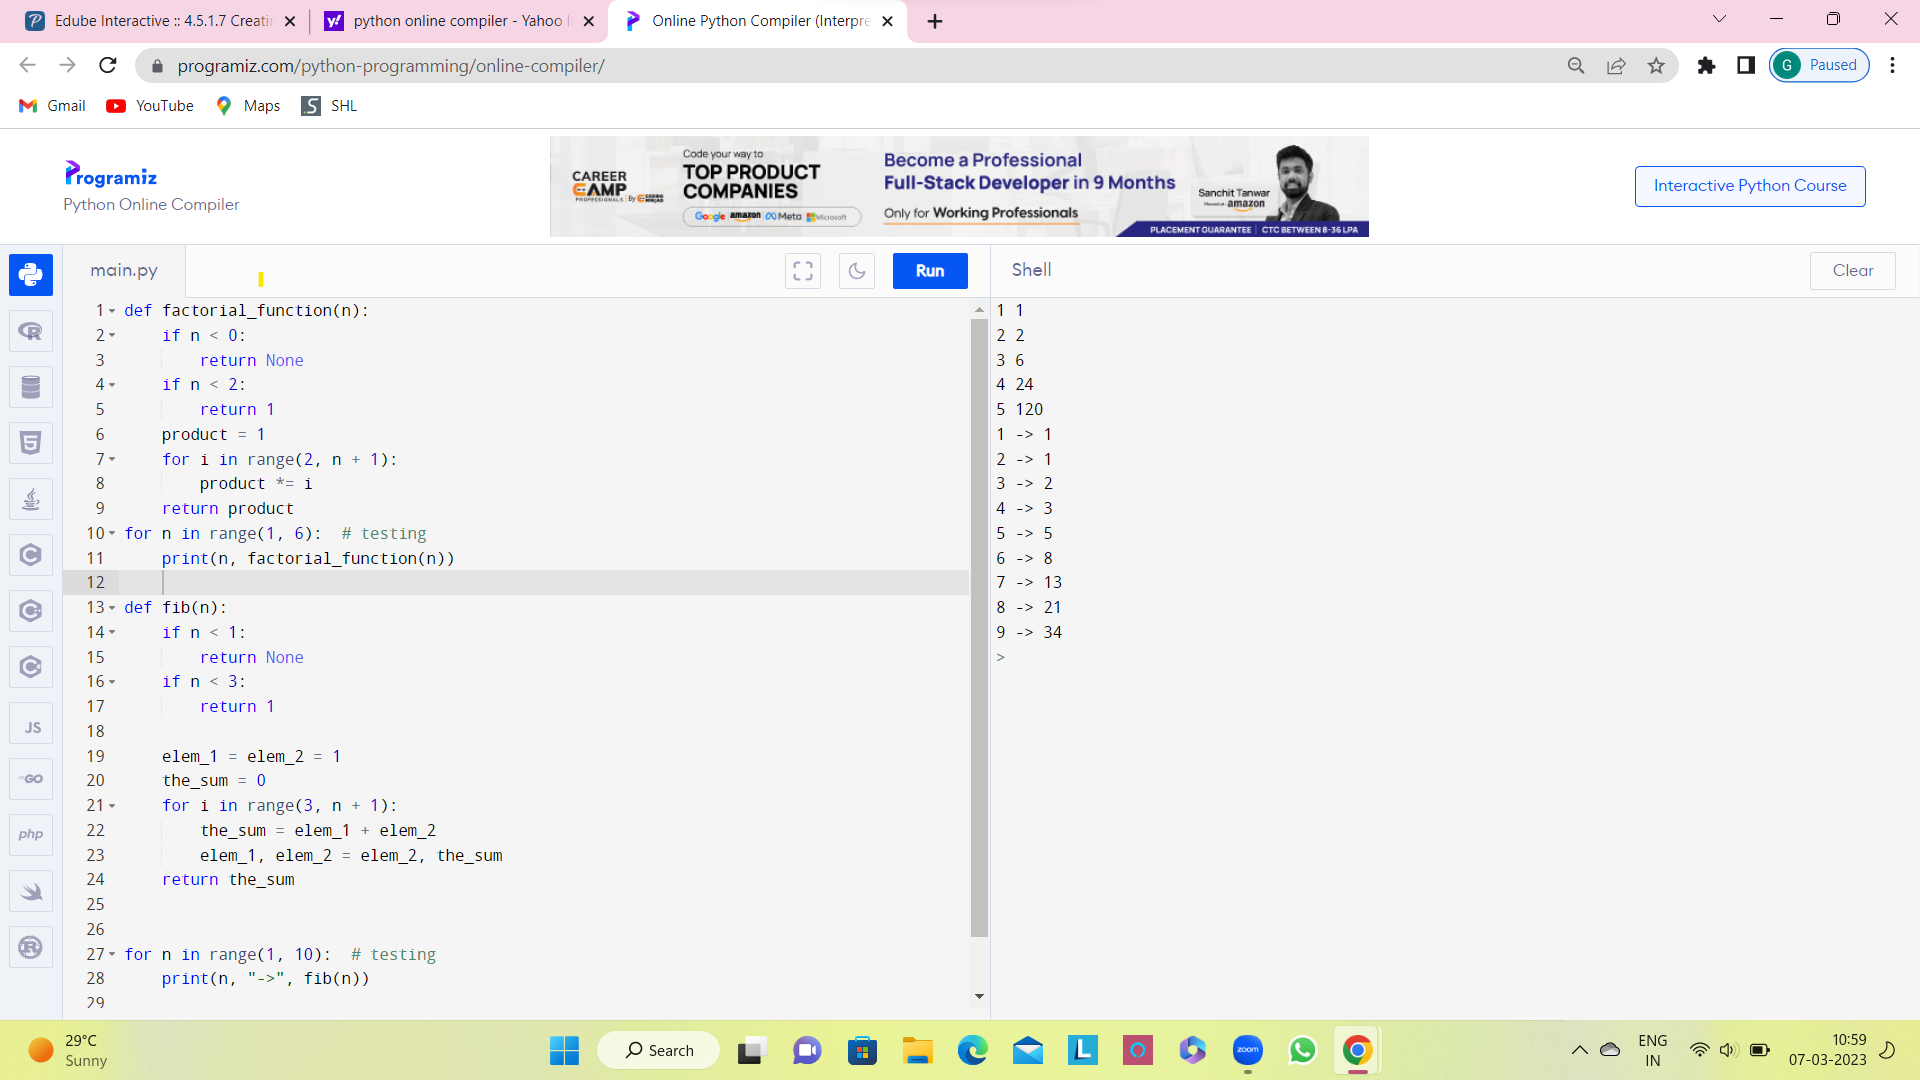 Edube Interactive :: 4.5.1.7 Creatin
python online compiler - Yahoo I
Online Python Compiler (Interpre
programiz.com/python-programming/online-compiler/
G Paused
Gmail YouTube Maps SHL
Programiz
Python Online Compiler
CAREER
CAMP
PROFESSIONALS By CODING NINJAS
Code your way to
TOP PRODUCT
COMPANIES
Google amazon Meta Microsoft
Become a Professional
Full-Stack Developer in 9 Months
Only for Working Professionals
Sanchit Tanwar
amazon
PLACEMENT GUARANTEE | CTC BETWEEN 8-36 LPA
Interactive Python Course
main.py
Run
Shell
Clear
1 def factorial_function(n):
2     if n < 0:
3         return None
4     if n < 2:
5         return 1
6     product = 1
7     for i in range(2, n + 1):
8         product *= i
9     return product
10 for n in range(1, 6):  # testing
11     print(n, factorial_function(n))
12
13 def fib(n):
14     if n < 1:
15         return None
16     if n < 3:
17         return 1
18
19     elem_1 = elem_2 = 1
20     the_sum = 0
21     for i in range(3, n + 1):
22         the_sum = elem_1 + elem_2
23         elem_1, elem_2 = elem_2, the_sum
24     return the_sum
25
26
27 for n in range(1, 10):  # testing
28     print(n, "->", fib(n))
29
1 1
2 2
3 6
4 24
5 120
1 -> 1
2 -> 1
3 -> 2
4 -> 3
5 -> 5
6 -> 8
7 -> 13
8 -> 21
9 -> 34
>
R
5
C
C
C
JS
GO
php
29°C
Sunny
Search
L
zoom
ENG
IN
10:59
07-03-2023